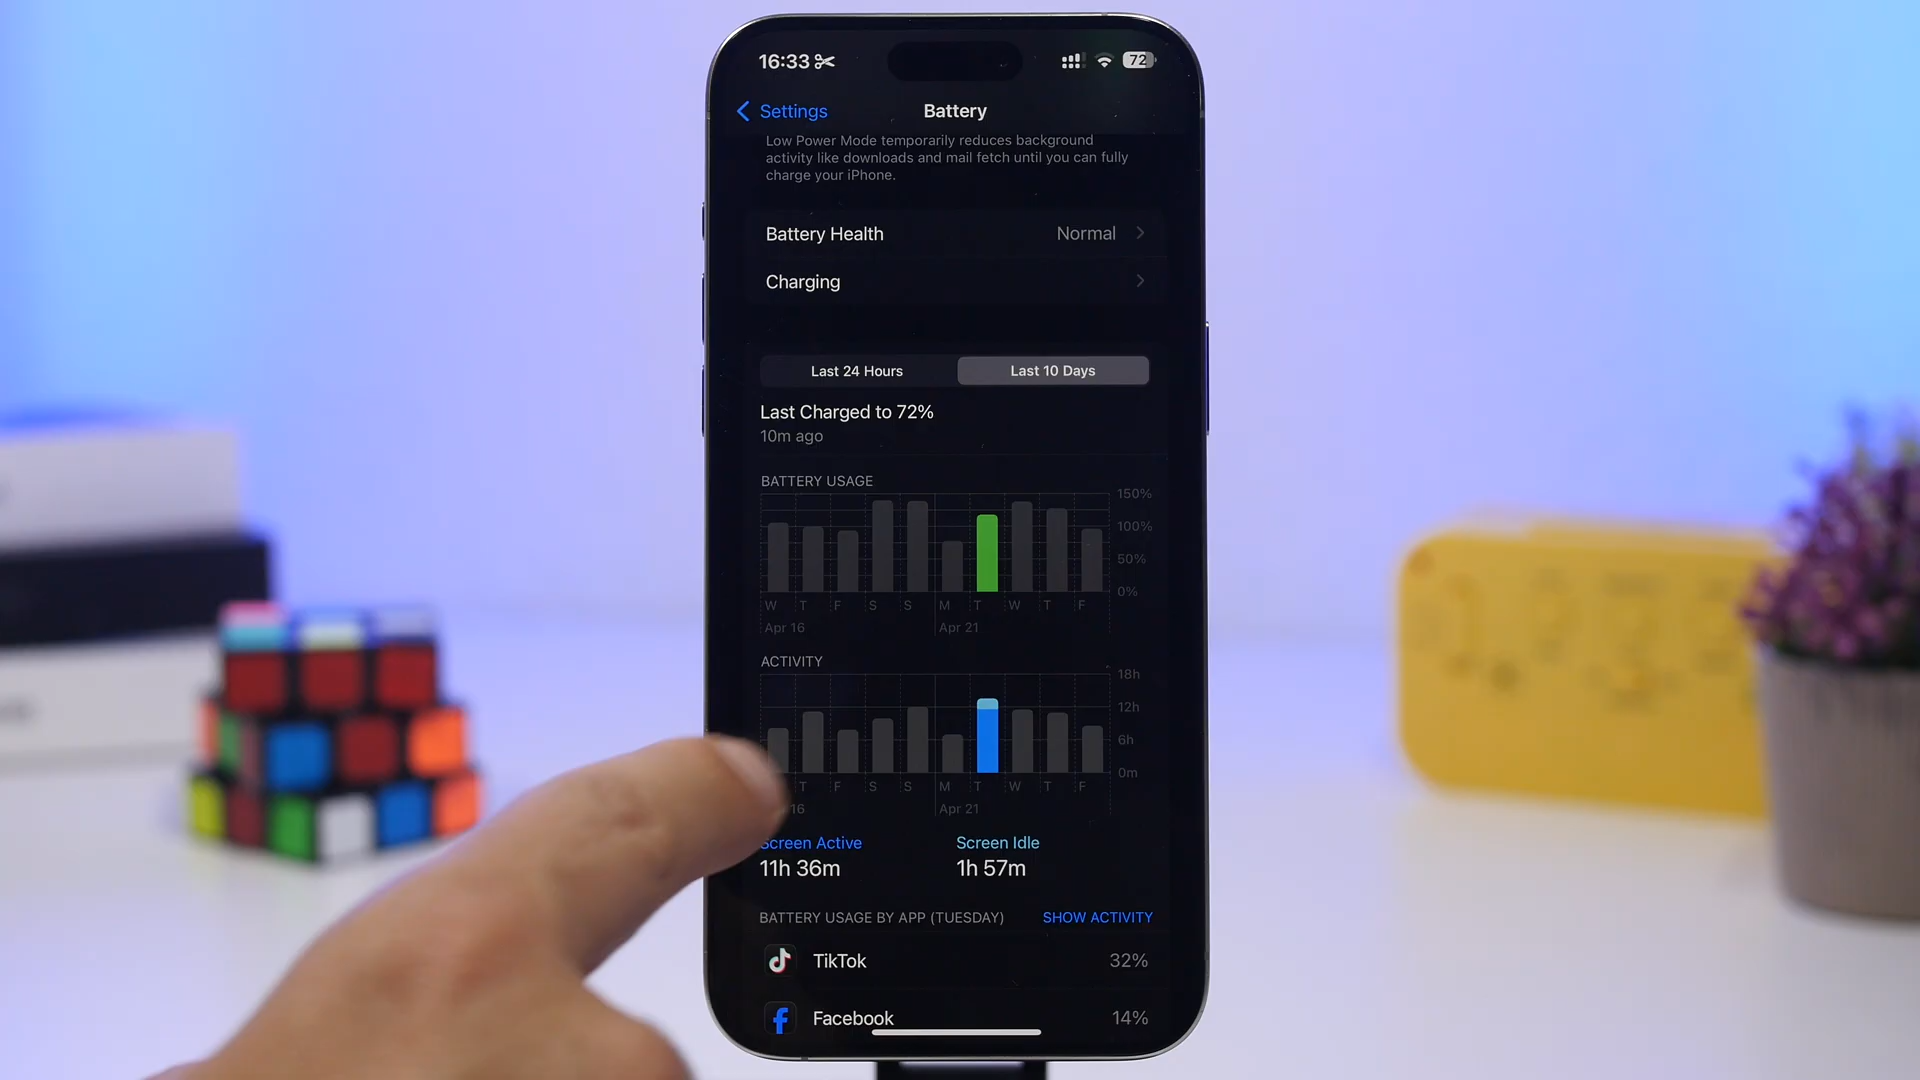 16:33
72
Settings
Battery
Low Power Mode temporarily reduces background
activity like downloads and mail fetch until you can fully
charge your iPhone.
Battery Health Normal
Charging
Last 24 Hours Last 10 Days
Last Charged to 72%
10m ago
BATTERY USAGE
150%
100%
50%
0%
W T F S S M T W T F
Apr 16 Apr 21
ACTIVITY
18h
12h
6h
0m
T F S S M T W T F
16 Apr 21
Screen Active Screen Idle
11h 36m 1h 57m
BATTERY USAGE BY APP (TUESDAY) SHOW ACTIVITY
TikTok 32%
Facebook 14%